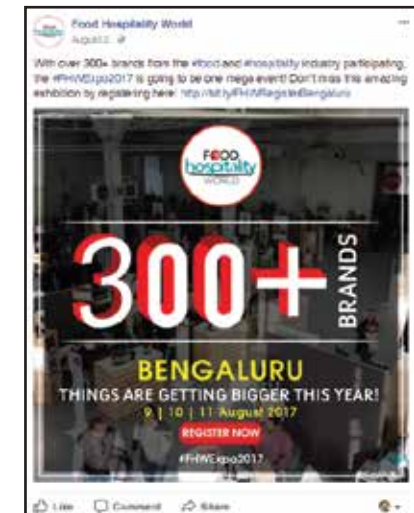 Food Hospitality World
August 2
With over 300+ brands from the #food and #hospitality industry participating,
the #FHWExpo2017 is going to be one mega event! Don't miss this amazing
exhibition by registering here: http://bit.ly/FHWRegisterBengaluru
FOOD
hospitality
WORLD
300+
BRANDS
BENGALURU
THINGS ARE GETTING BIGGER THIS YEAR!
9 | 10 | 11 August 2017
REGISTER NOW
#FHWExpo2017
Like Comment Share